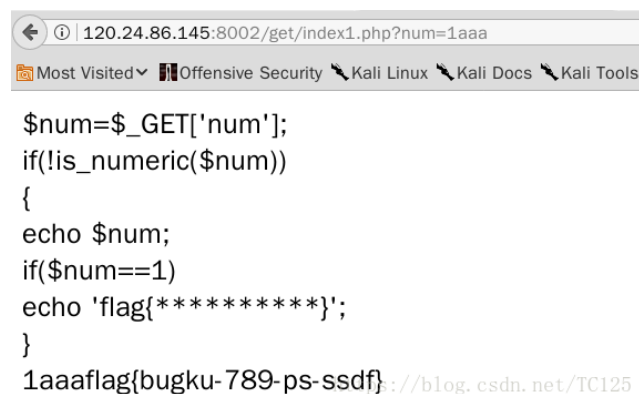 120.24.86.145:8002/get/index1.php?num=1aaa
Most Visited Offensive Security Kali Linux Kali Docs Kali Tools
$num=$_GET['num'];
if(!is_numeric($num))
{
echo $num;
if($num==1)
echo 'flag{**********}';
}
1aaaflag{bugku-789-ps-ssdf}
https://blog.csdn.net/TC125